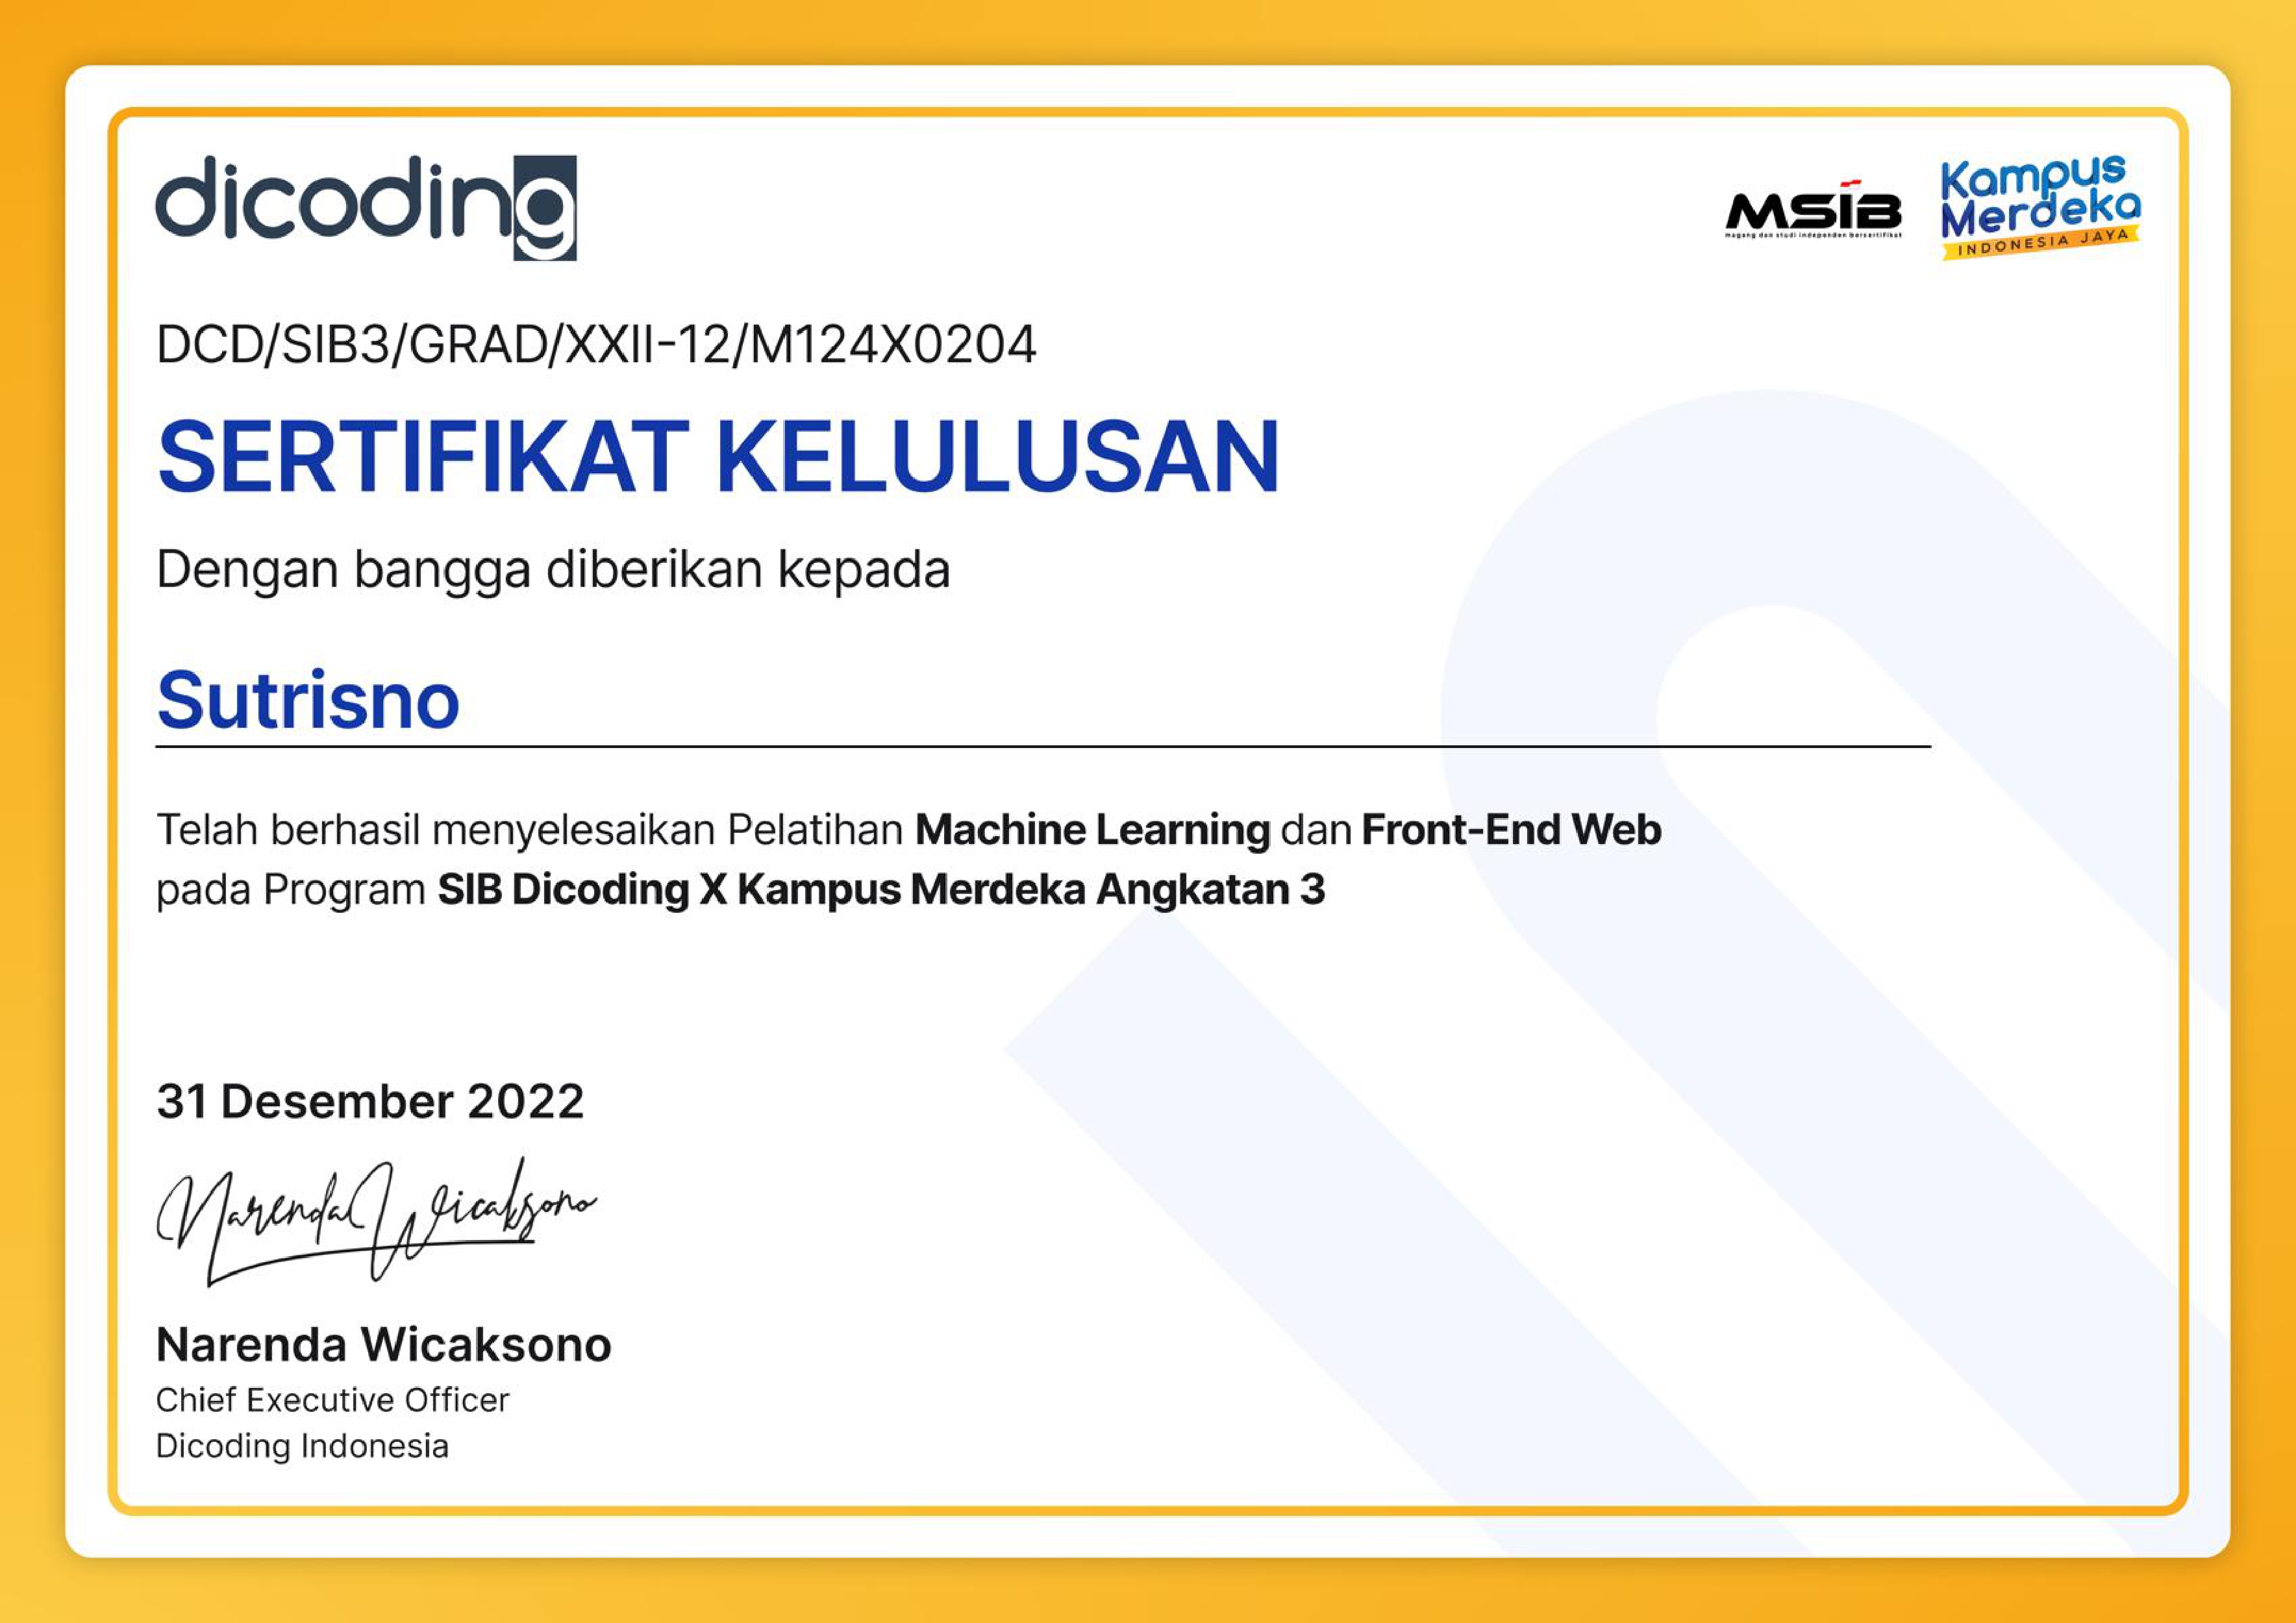 dicoding
MSIB
magang dan studi independen bersertifikat
Kampus
Merdeka
INDONESIA JAYA
DCD/SIB3/GRAD/XXII-12/M124X0204
SERTIFIKAT KELULUSAN
Dengan bangga diberikan kepada
Sutrisno
Telah berhasil menyelesaikan Pelatihan Machine Learning dan Front-End Web
pada Program SIB Dicoding X Kampus Merdeka Angkatan 3
31 Desember 2022
Narenda Wicaksono
Narenda Wicaksono
Chief Executive Officer
Dicoding Indonesia